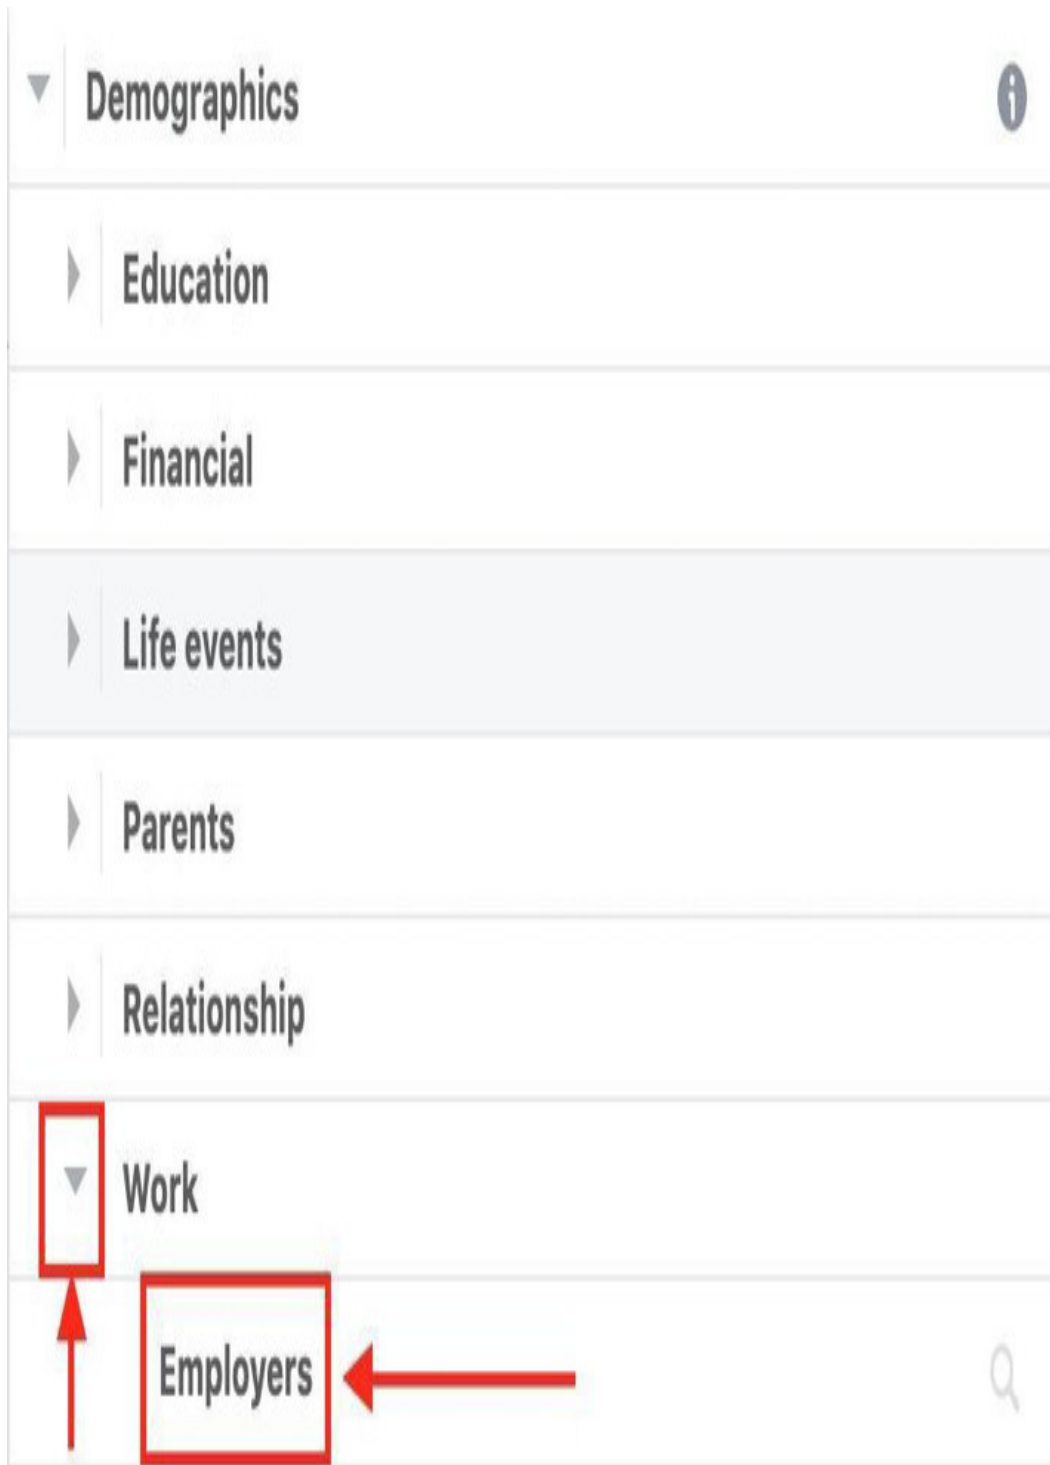 Demographics
Education
Financial
Life events
Parents
Relationship
Work
Employers